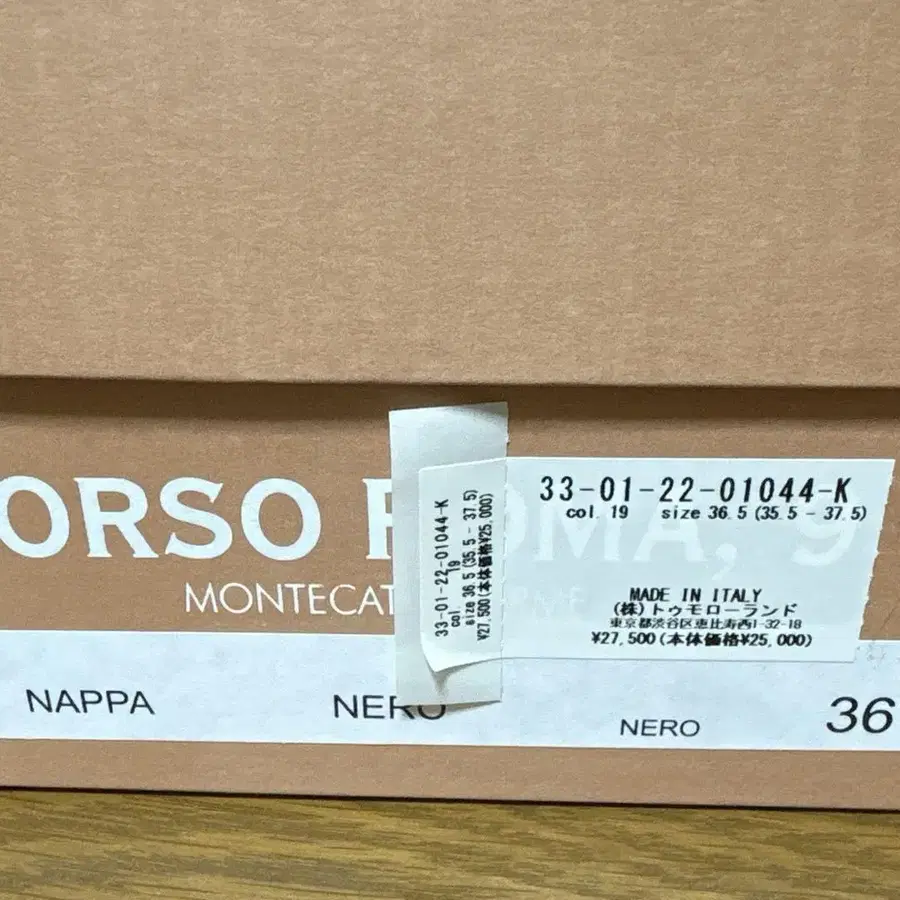 ORSO ROMA, 9
MONTECAT
33-01-22-01044-K
col. 19 size 36.5 (35.5 - 37.5)
MADE IN ITALY
(株)トゥモローランド
東京都渋谷区恵比寿西1-32-18
¥27,500(本体価格¥25,000)
33-01-22-01044-K
col. 19
size 36.5 (35.5 - 37.5)
¥27,500(本体価格¥25,000)
NAPPA NERO NERO 36